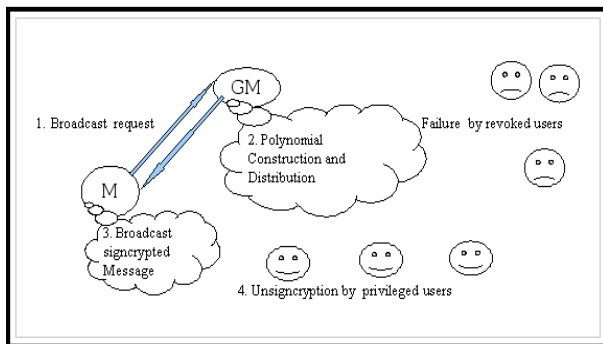 GM
1. Broadcast request
Failure by revoked users
2. Polynomial
Construction and
Distribution
M
3. Broadcast
signcrypted
Message
4. Unsigncryption by privileged users